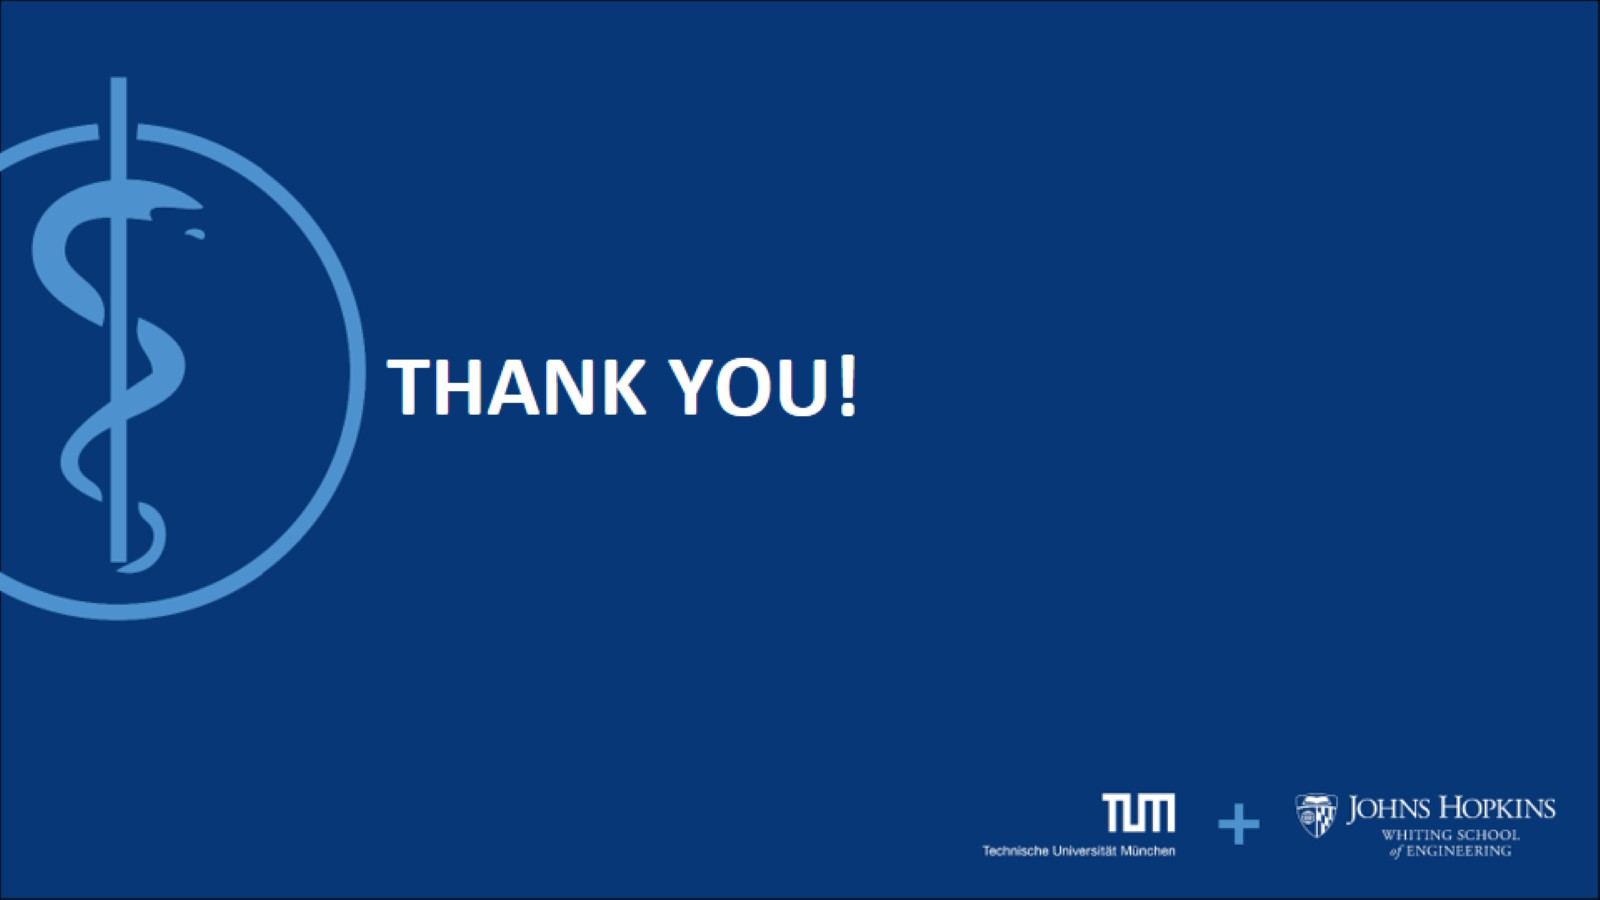 THANK YOU!
TUM
Technische Universität München
+
JOHNS HOPKINS
WHITING SCHOOL
of ENGINEERING